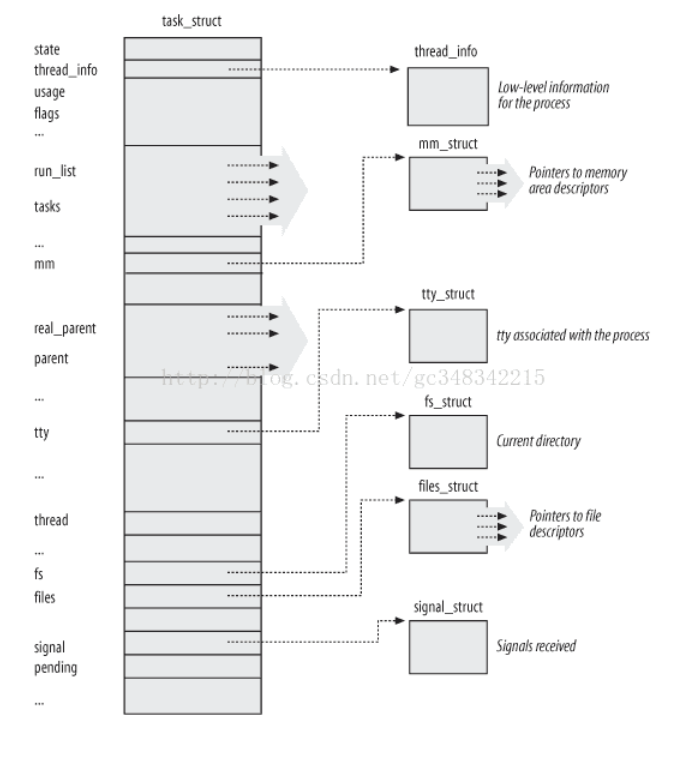 task_struct
state
thread_info
usage
flags
...
run_list
tasks
...
mm
real_parent
parent
...
tty
...
thread
...
fs
files
signal
pending
...
thread_info
Low-level information
for the process
mm_struct
Pointers to memory
area descriptors
tty_struct
tty associated with the process
http://blog.csdn.net/gc348342215
fs_struct
Current directory
files_struct
Pointers to file
descriptors
signal_struct
Signals received